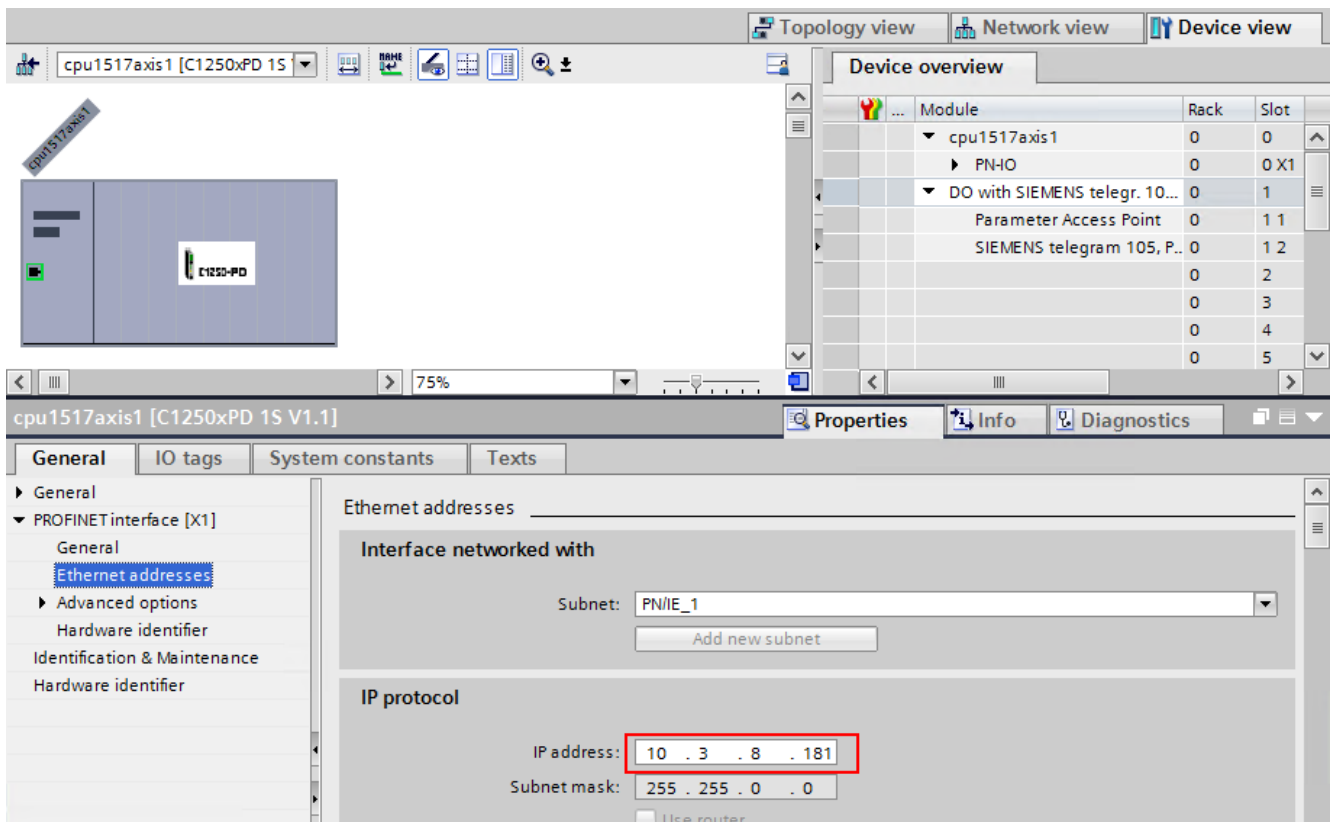 Topology view Network view Device view
cpu1517axis1 [C1250xPD 1S NAME Device overview
... Module Rack Slot
cpu1517axis1 0 0
PN-IO 0 0 X1
DO with SIEMENS telegr. 10... 0 1
Parameter Access Point 0 1 1
SIEMENS telegram 105, P.. 0 1 2
0 2
0 3
0 4
0 5
cpu1517axis1
C1250-PD
75%
cpu1517axis1 [C1250xPD 1S V1.1] Properties Info Diagnostics
General IO tags System constants Texts
General
PROFINET interface [X1]
General
Ethernet addresses
Advanced options
Hardware identifier
Identification & Maintenance
Hardware identifier
Ethernet addresses
Interface networked with
Subnet: PN/IE_1
Add new subnet
IP protocol
IP address: 10 . 3 . 8 . 181
Subnet mask: 255 . 255 . 0 . 0
Use router